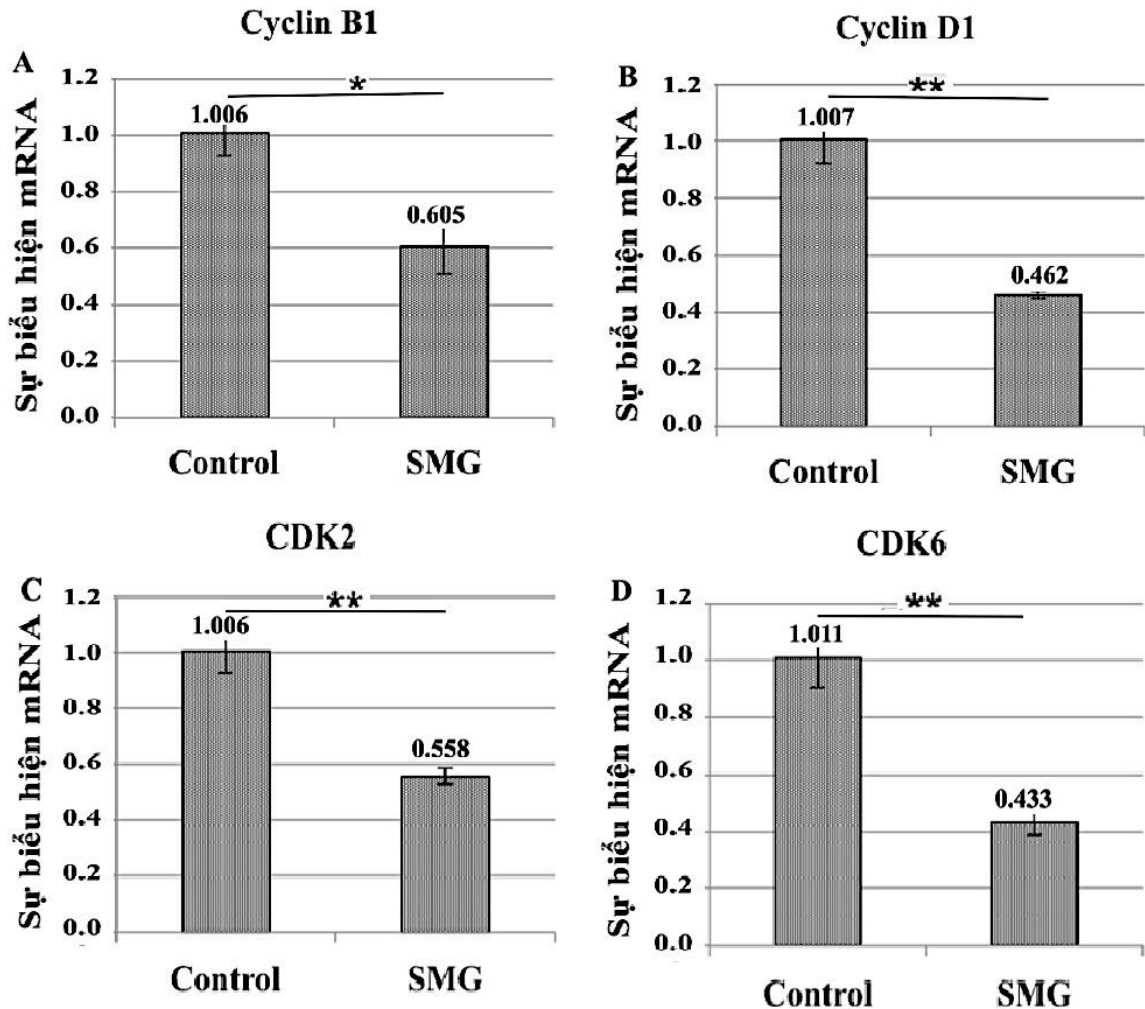 Cyclin B1
A
Sự biểu hiện mRNA
1.2
1.0
0.8
0.6
0.4
0.2
0.0
*
1.006
0.605
Control SMG
Cyclin D1
B
Sự biểu hiện mRNA
1.2
1.0
0.8
0.6
0.4
0.2
0.0
**
1.007
0.462
Control SMG
CDK2
C
Sự biểu hiện mRNA
1.2
1.0
0.8
0.6
0.4
0.2
0.0
**
1.006
0.558
Control SMG
CDK6
D
Sự biểu hiện mRNA
1.2
1.0
0.8
0.6
0.4
0.2
0.0
**
1.011
0.433
Control SMG